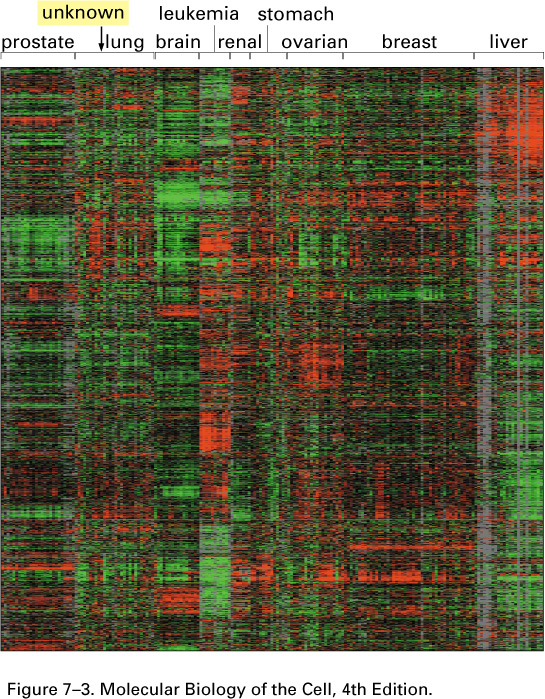 unknown leukemia stomach
prostate lung brain renal ovarian breast liver
Figure 7–3. Molecular Biology of the Cell, 4th Edition.